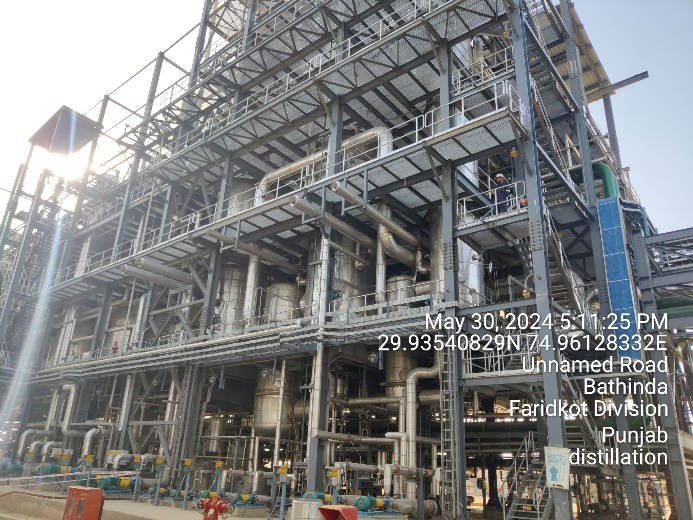 May 30, 2024 5:11:25 PM
29.93540829N 74.96128332E
Unnamed Road
Bathinda
Faridkot Division
Punjab
distillation